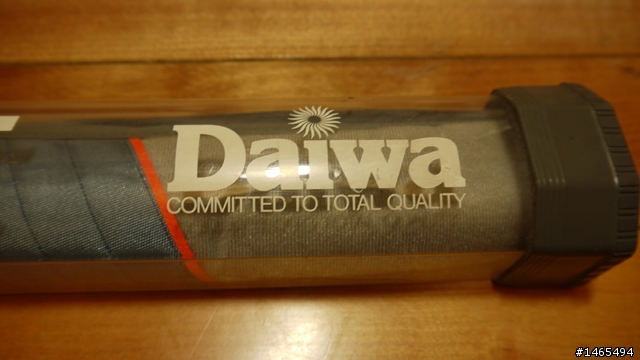 Daiwa
COMMITTED TO TOTAL QUALITY
#1465494